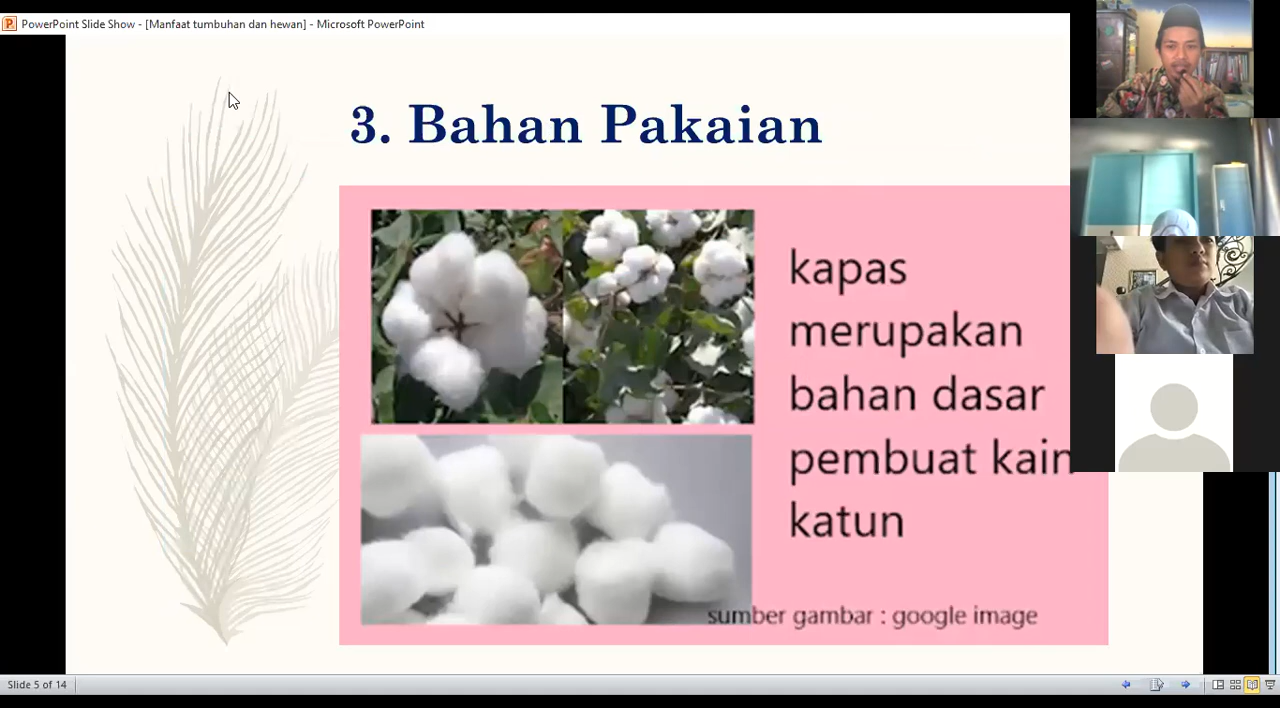 PowerPoint Slide Show - [Manfaat tumbuhan dan hewan] - Microsoft PowerPoint
3. Bahan Pakaian
kapas
merupakan
bahan dasar
pembuat kain
katun
sumber gambar : google image
Slide 5 of 14